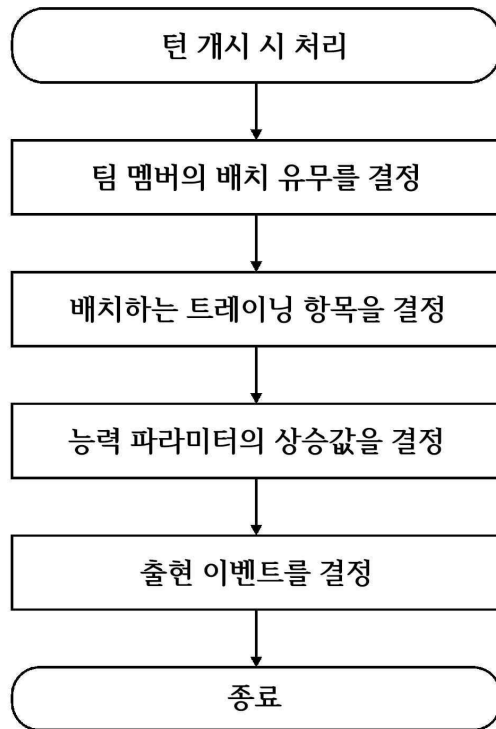 턴 개시 시 처리
팀 멤버의 배치 유무를 결정
배치하는 트레이닝 항목을 결정
능력 파라미터의 상승값을 결정
출현 이벤트를 결정
종료